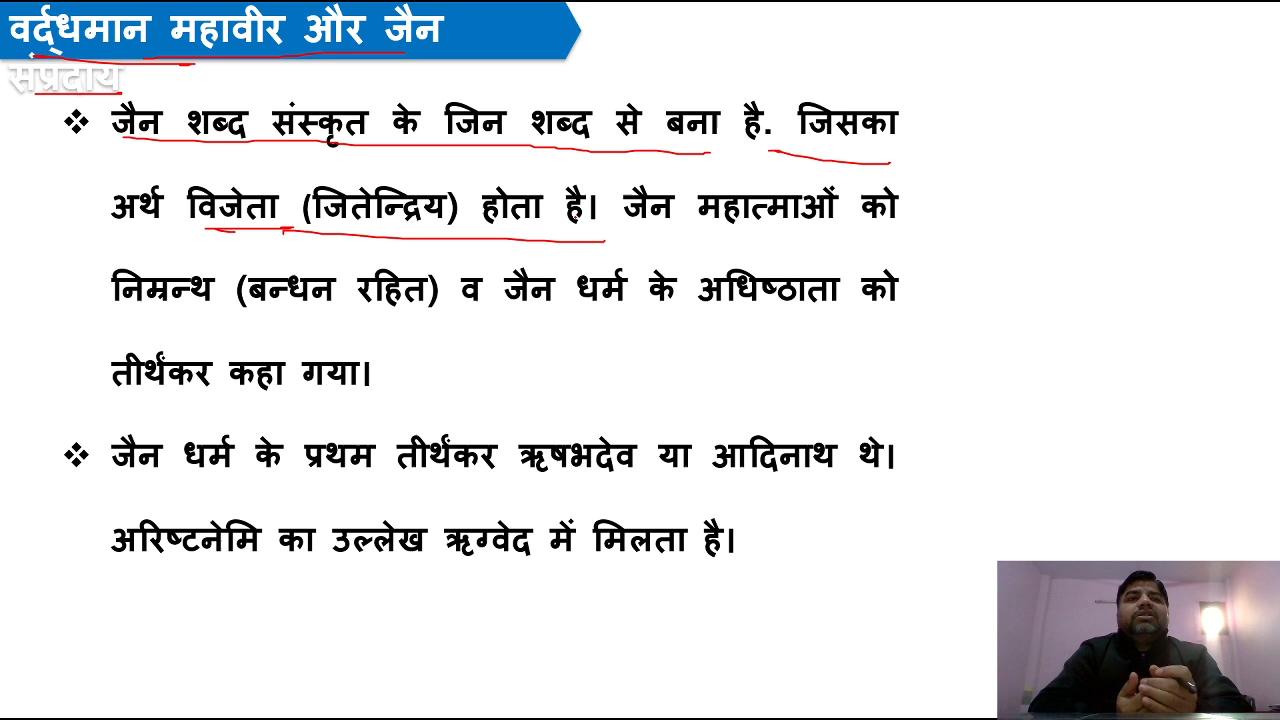 वर्द्धमान महावीर और जैन
संप्रदाय
❖ जैन शब्द संस्कृत के जिन शब्द से बना है. जिसका
अर्थ विजेता (जितेन्द्रिय) होता है। जैन महात्माओं को
निम्रन्थ (बन्धन रहित) व जैन धर्म के अधिष्ठाता को
तीर्थंकर कहा गया।
❖ जैन धर्म के प्रथम तीर्थंकर ऋषभदेव या आदिनाथ थे।
अरिष्टनेमि का उल्लेख ऋग्वेद में मिलता है।